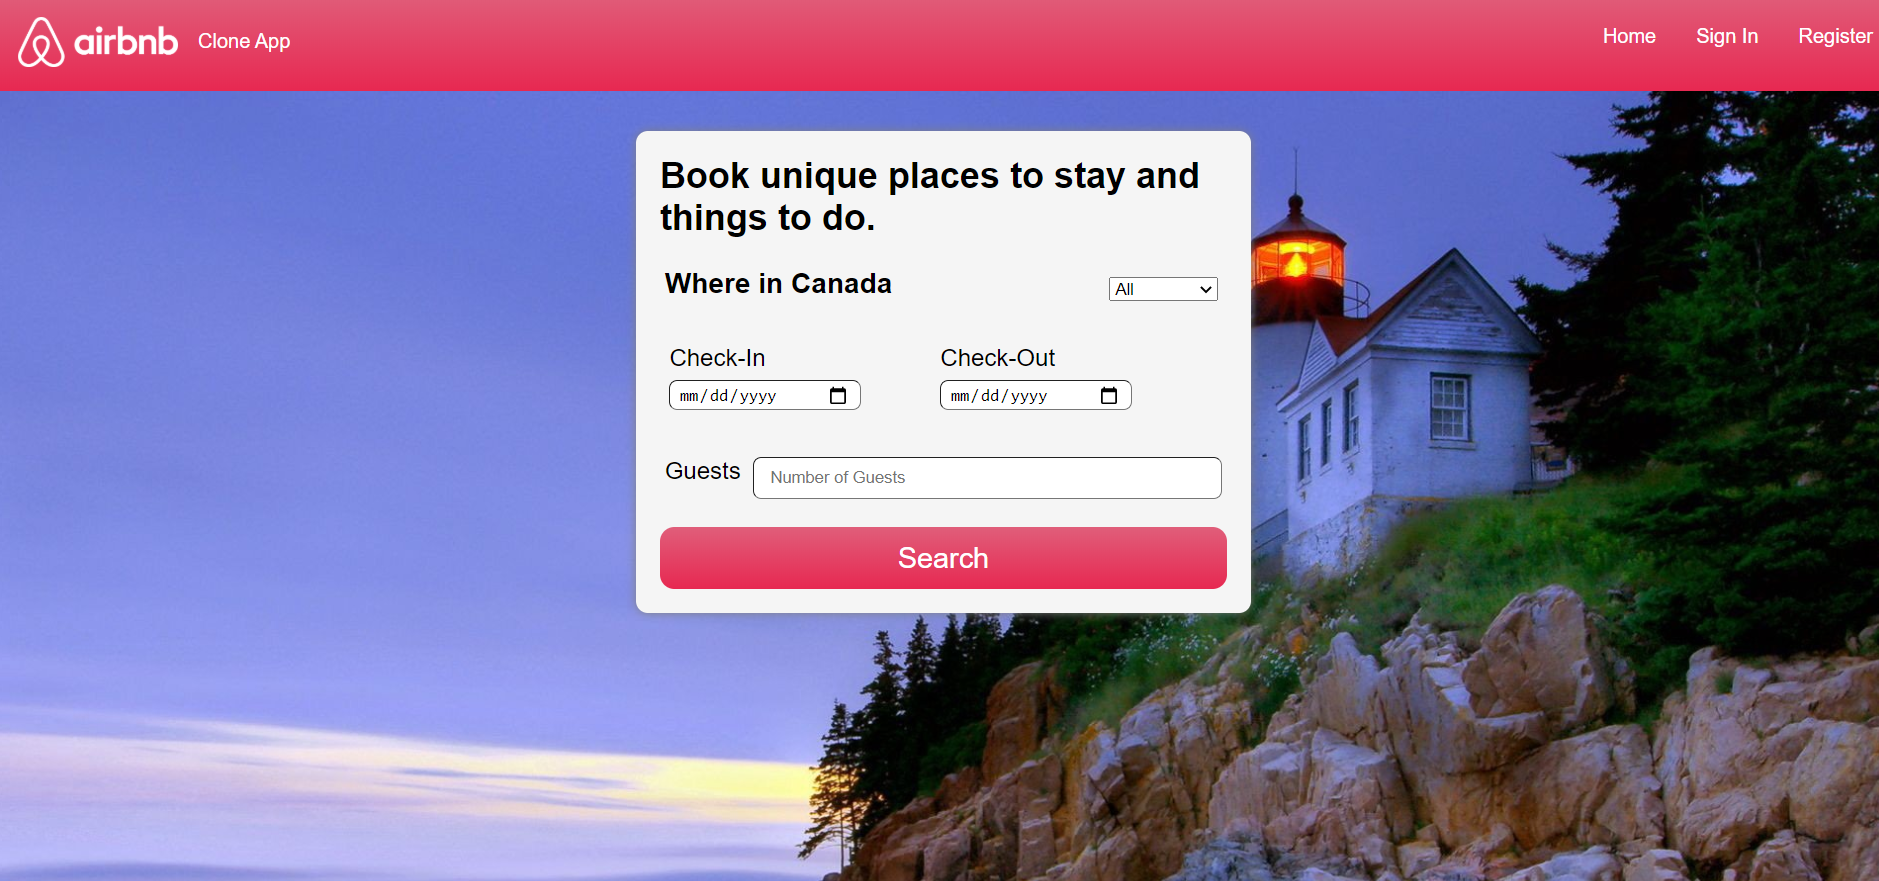 airbnb Clone App
Home Sign In Register
Book unique places to stay and
things to do.
Where in Canada All
Check-In Check-Out
mm/dd/yyyy mm/dd/yyyy
Guests Number of Guests
Search